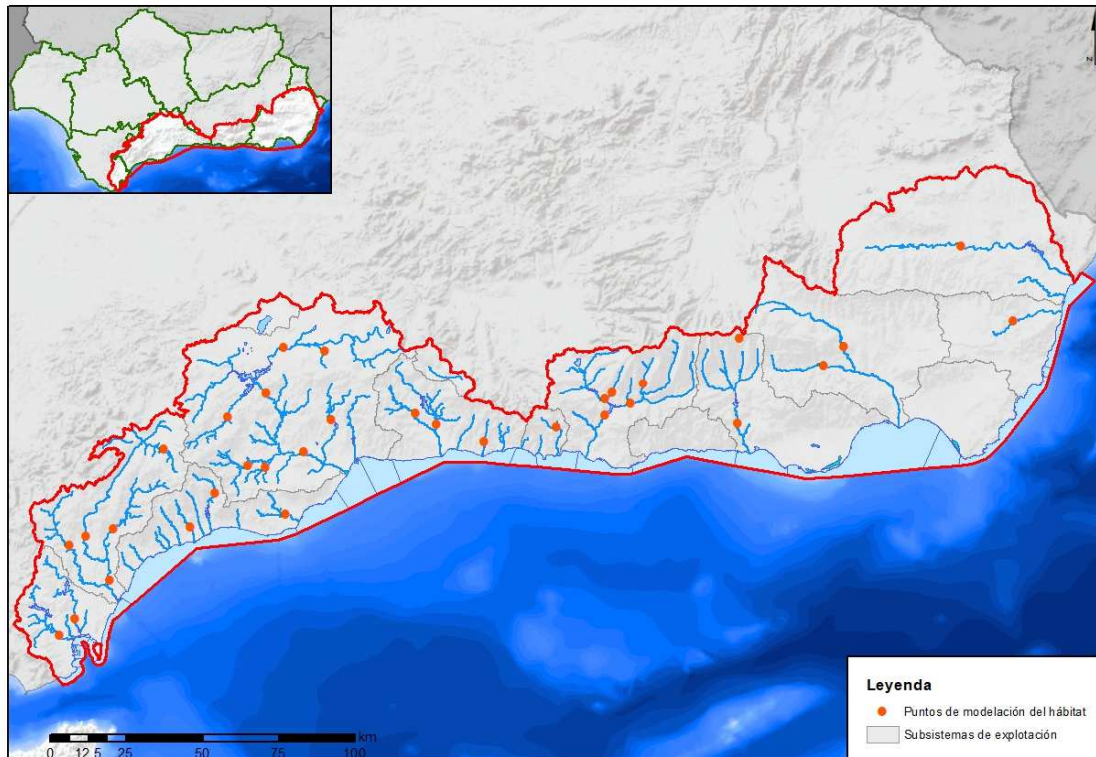 N
Leyenda
Puntos de modelación del hábitat
Subsistemas de explotación
km
0 12,5 25 50 75 100